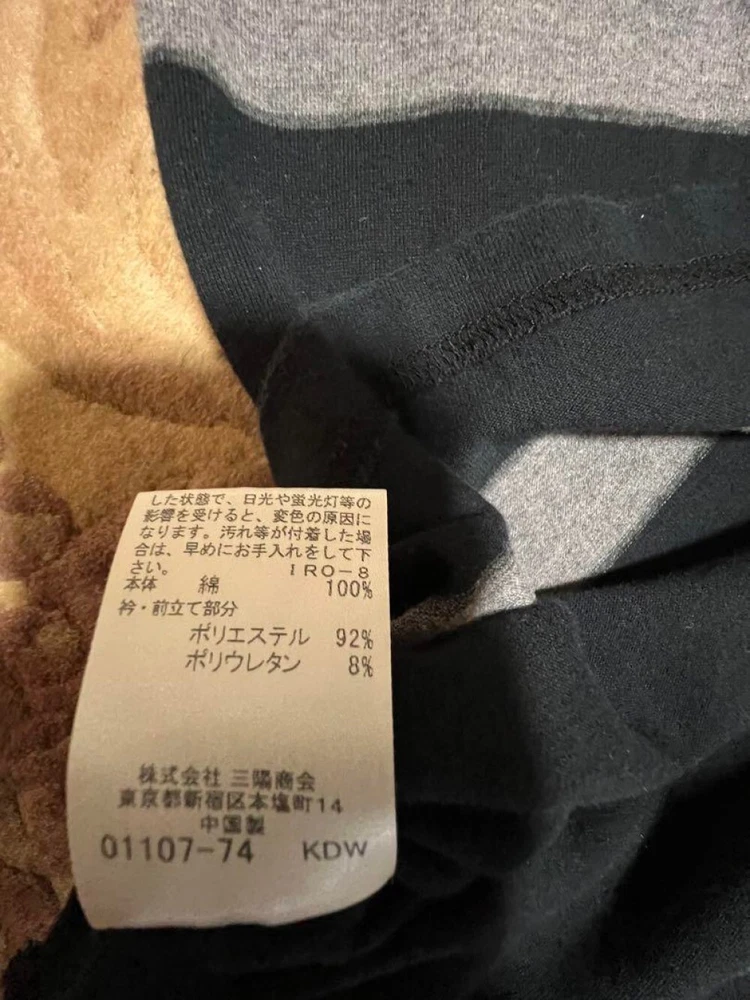 した状態で、日光や蛍光灯等の
影響を受けると、変色の原因に
なります。汚れ等が付着した場
合は、早めにお手入れをして下
さい。 IRO-8
本体 綿 100%
衿・前立て部分
ポリエステル 92%
ポリウレタン 8%
株式会社 三陽商会
東京都新宿区本塩町14
中国製
01107-74 KDW